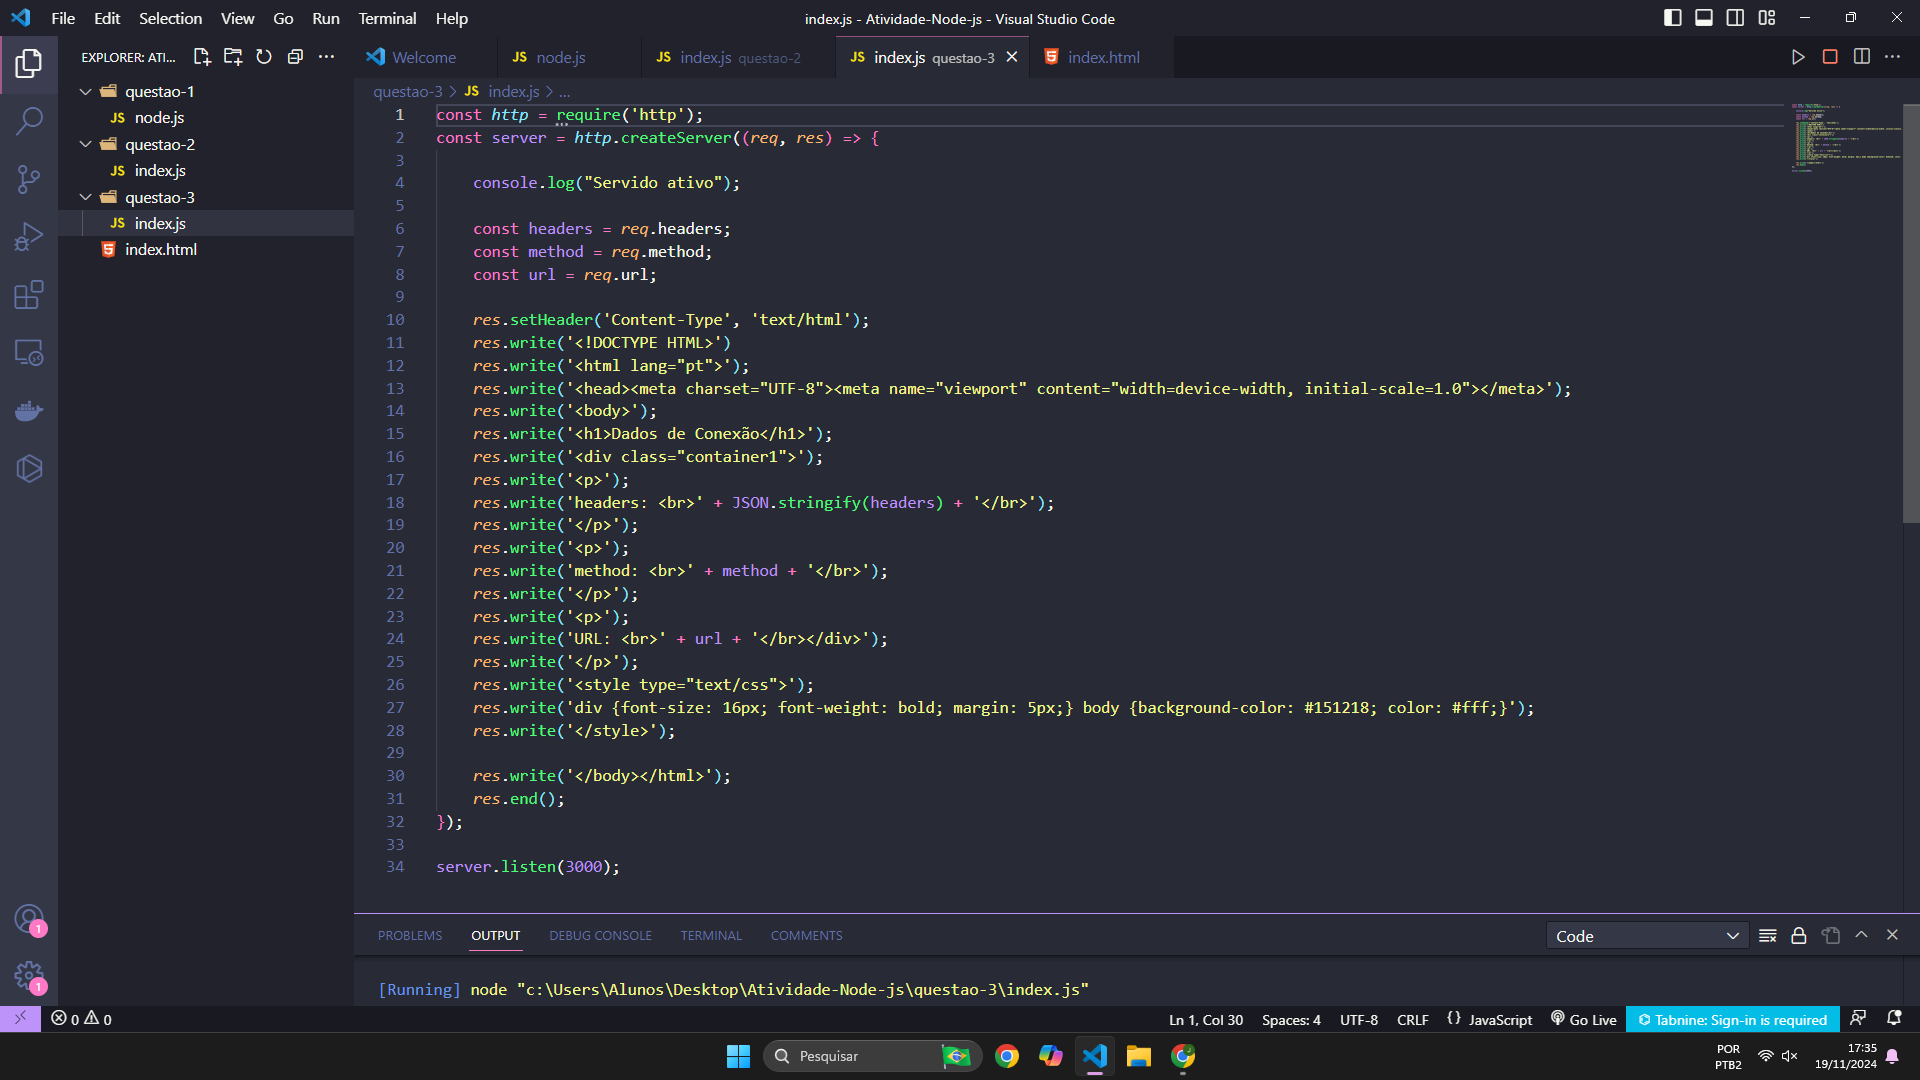 File Edit Selection View Go Run Terminal Help
index.js - Atividade-Node-js - Visual Studio Code
EXPLORER: ATI...
questao-1
JS node.js
questao-2
JS index.js
questao-3
JS index.js
index.html
Welcome
JS node.js
JS index.js questao-2
JS index.js questao-3
index.html
questao-3 > JS index.js > ...
1 const http = require('http');
2 const server = http.createServer((req, res) => {
3
4 console.log("Servido ativo");
5
6 const headers = req.headers;
7 const method = req.method;
8 const url = req.url;
9
10 res.setHeader('Content-Type', 'text/html');
11 res.write('<!DOCTYPE HTML>')
12 res.write('<html lang="pt">');
13 res.write('<head><meta charset="UTF-8"><meta name="viewport" content="width=device-width, initial-scale=1.0"></meta>');
14 res.write('<body>');
15 res.write('<h1>Dados de Conexão</h1>');
16 res.write('<div class="container1">');
17 res.write('<p>');
18 res.write('headers: <br>' + JSON.stringify(headers) + '</br>');
19 res.write('</p>');
20 res.write('<p>');
21 res.write('method: <br>' + method + '</br>');
22 res.write('</p>');
23 res.write('<p>');
24 res.write('URL: <br>' + url + '</br></div>');
25 res.write('</p>');
26 res.write('<style type="text/css">');
27 res.write('div {font-size: 16px; font-weight: bold; margin: 5px;} body {background-color: #151218; color: #fff;}');
28 res.write('</style>');
29
30 res.write('</body></html>');
31 res.end();
32 });
33
34 server.listen(3000);
PROBLEMS OUTPUT DEBUG CONSOLE TERMINAL COMMENTS
Code
[Running] node "c:\Users\Alunos\Desktop\Atividade-Node-js\questao-3\index.js"
1
1
0 0
Ln 1, Col 30 Spaces: 4 UTF-8 CRLF {} JavaScript Go Live Tabnine: Sign-in is required
Pesquisar
POR
PTB2
17:35
19/11/2024